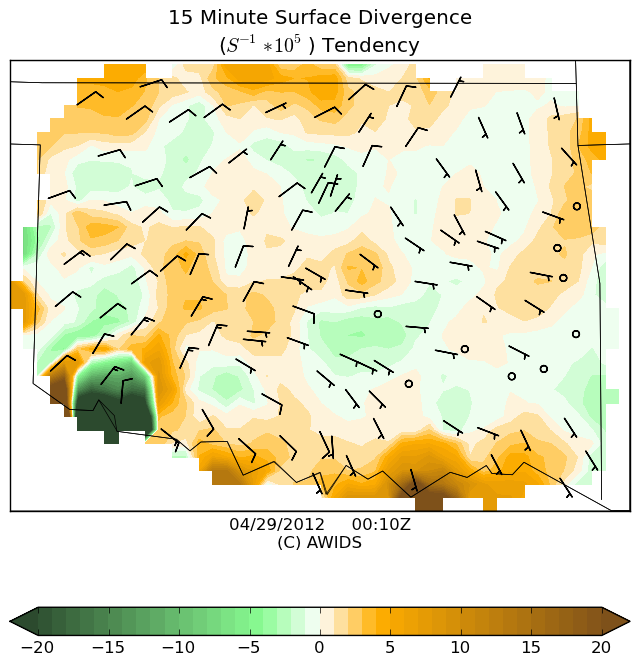 15 Minute Surface Divergence
(S⁻¹ * 10⁵ ) Tendency
04/29/2012 00:10Z
(C) AWIDS
−20 −15 −10 −5 0 5 10 15 20